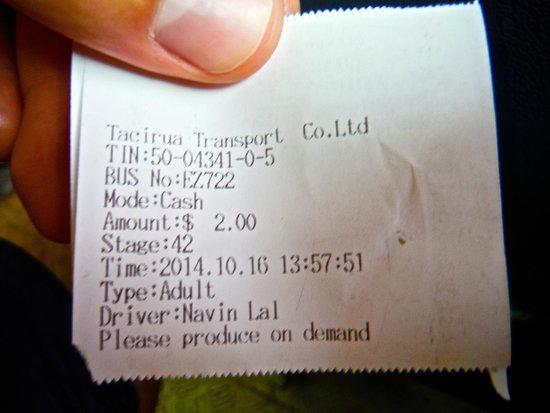 Tacirua Transport Co.Ltd
TIN:50-04341-0-5
BUS No:EZ722
Mode:Cash
Amount:$ 2.00
Stage:42
Time:2014.10.16 13:57:51
Type:Adult
Driver:Navin Lal
Please produce on demand